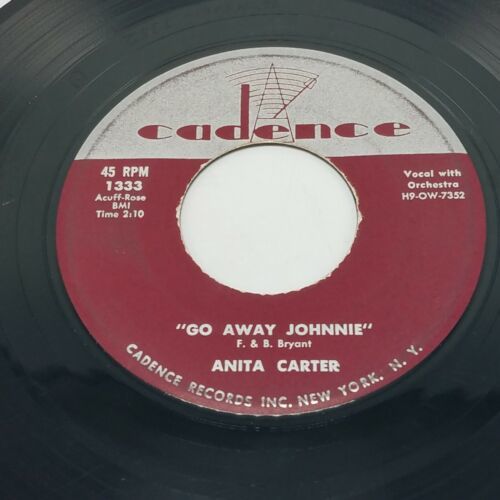 cadence
45 RPM
1333
Acuff-Rose
BMI
Time 2:10
Vocal with
Orchestra
H9-OW-7352
"GO AWAY JOHNNIE"
F. & B. Bryant
ANITA CARTER
CADENCE RECORDS INC. NEW YORK. N. Y.